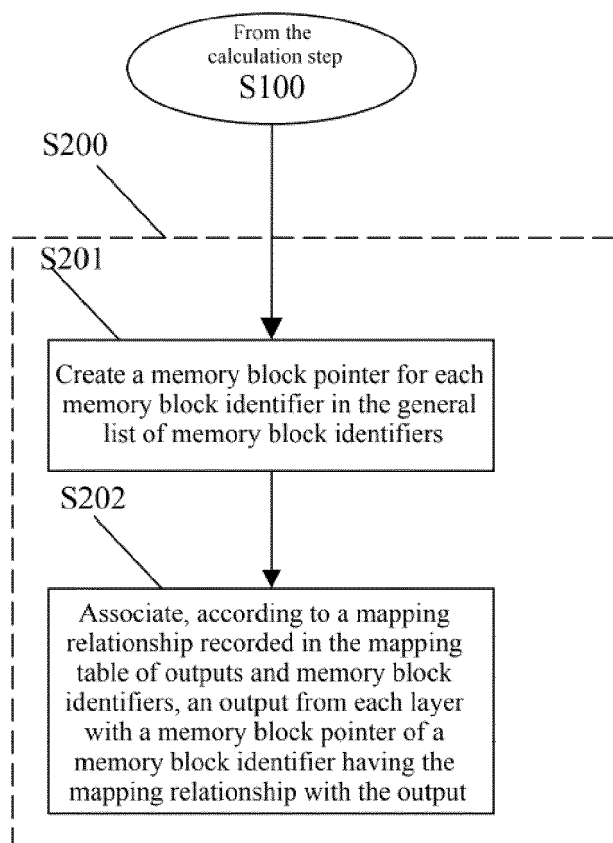 From the
calculation step
S100
S200
S201
Create a memory block pointer for each
memory block identifier in the general
list of memory block identifiers
S202
Associate, according to a mapping
relationship recorded in the mapping
table of outputs and memory block
identifiers, an output from each layer
with a memory block pointer of a
memory block identifier having the
mapping relationship with the output